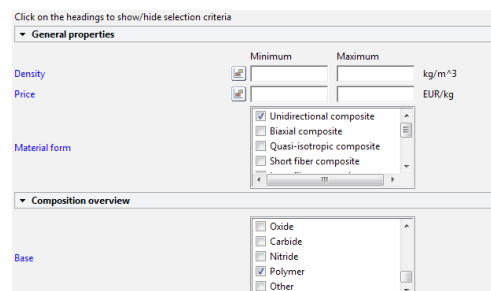 Click on the headings to show/hide selection criteria
General properties
Minimum Maximum
Density kg/m^3
Price EUR/kg
Material form
Unidirectional composite
Biaxial composite
Quasi-isotropic composite
Short fiber composite
Composition overview
Base
Oxide
Carbide
Nitride
Polymer
Other